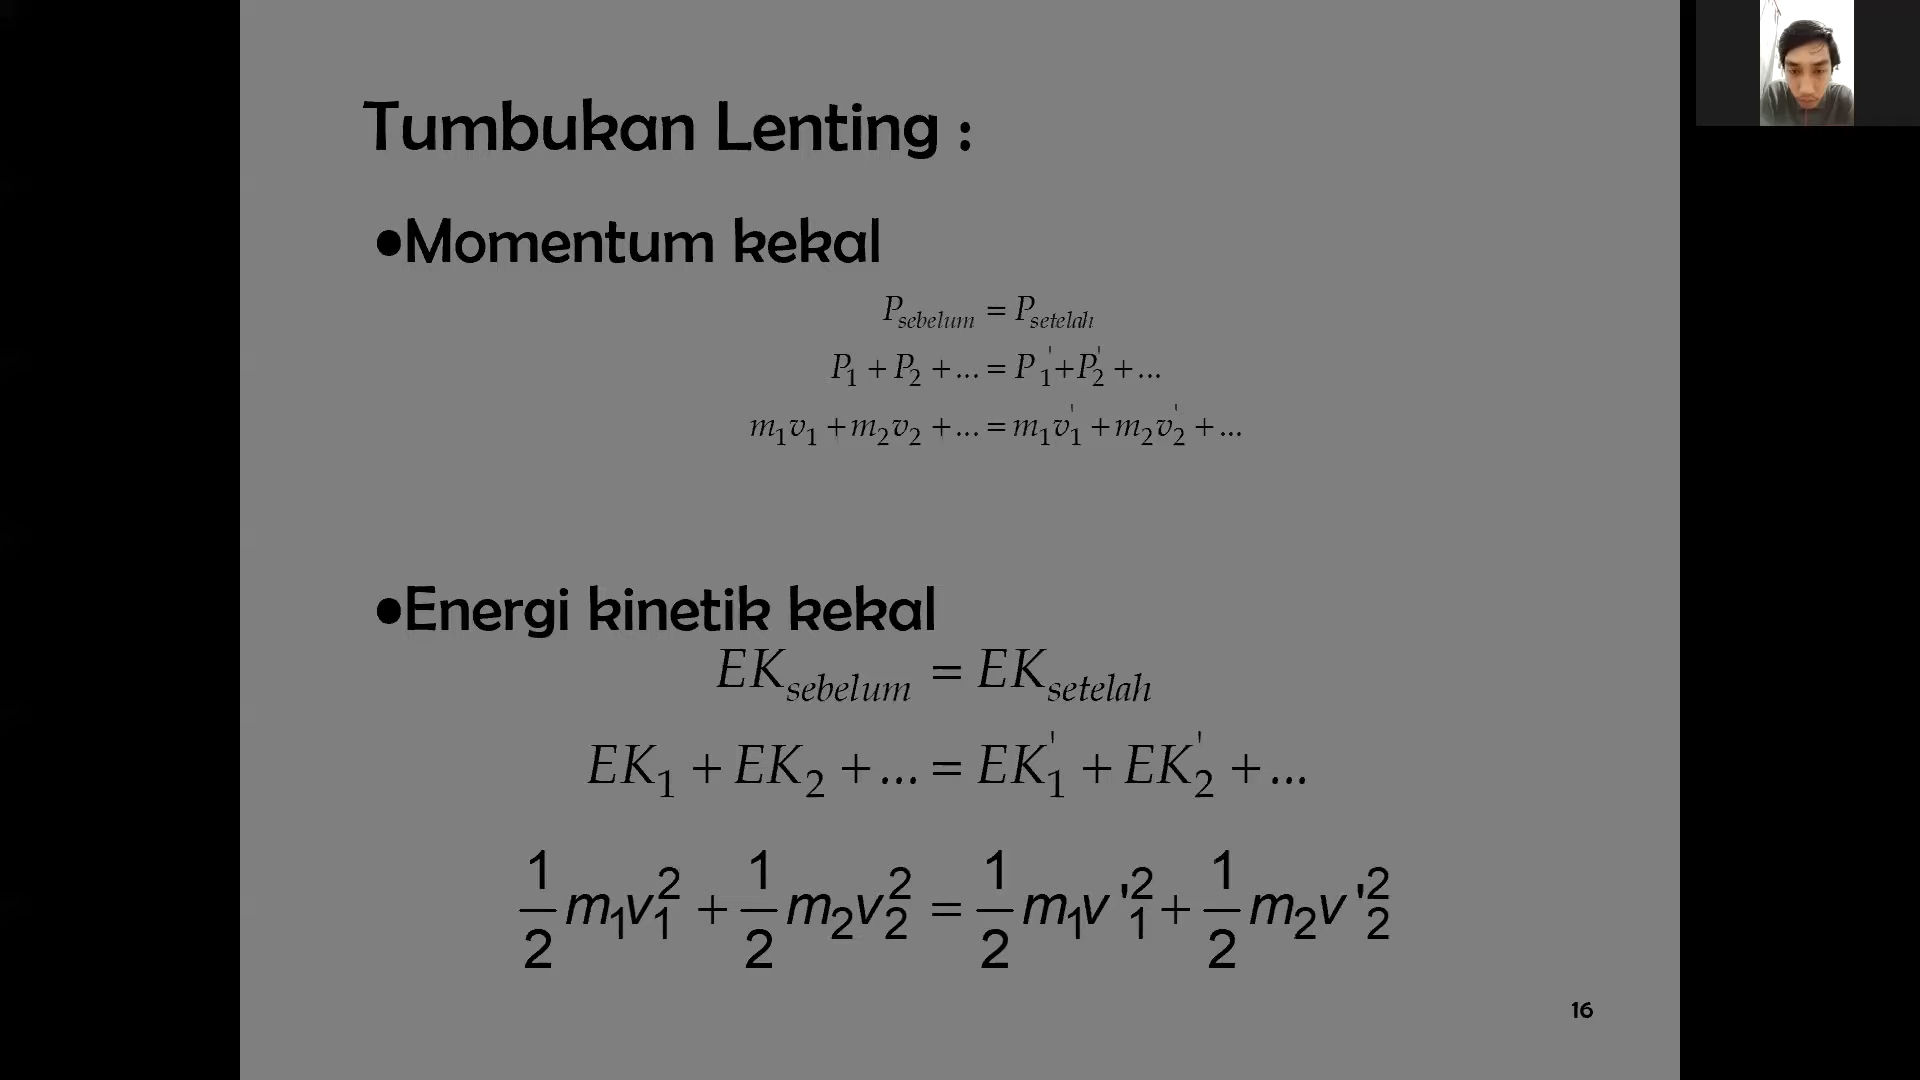 Tumbukan Lenting :
•Momentum kekal
P_sebelum = P_setelah
P_1 + P_2 + ... = P'_1 + P'_2 + ...
m_1v_1 + m_2v_2 + ... = m_1v'_1 + m_2v'_2 + ...
•Energi kinetik kekal
EK_sebelum = EK_setelah
EK_1 + EK_2 + ... = EK'_1 + EK'_2 + ...
1/2 m_1v_1^2 + 1/2 m_2v_2^2 = 1/2 m_1v'_1^2 + 1/2 m_2v'_2^2
16